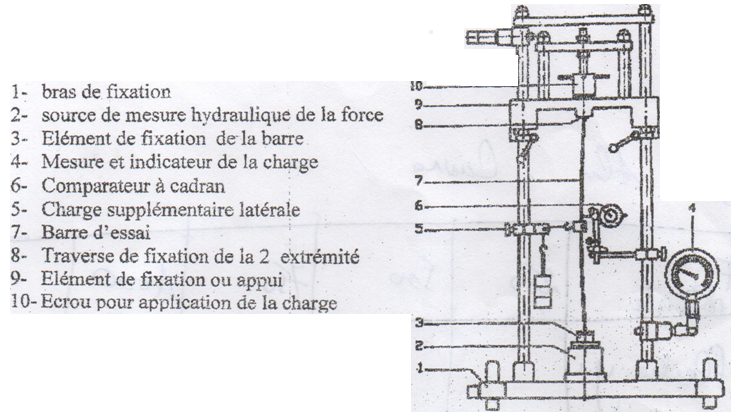 1- bras de fixation
2- source de mesure hydraulique de la force
3- Elément de fixation de la barre
4- Mesure et indicateur de la charge
6- Comparateur à cadran
5- Charge supplémentaire latérale
7- Barre d'essai
8- Traverse de fixation de la 2 extrémité
9- Elément de fixation ou appui
10- Ecrou pour application de la charge
10
9
8
7
6
5
4
3
2
1